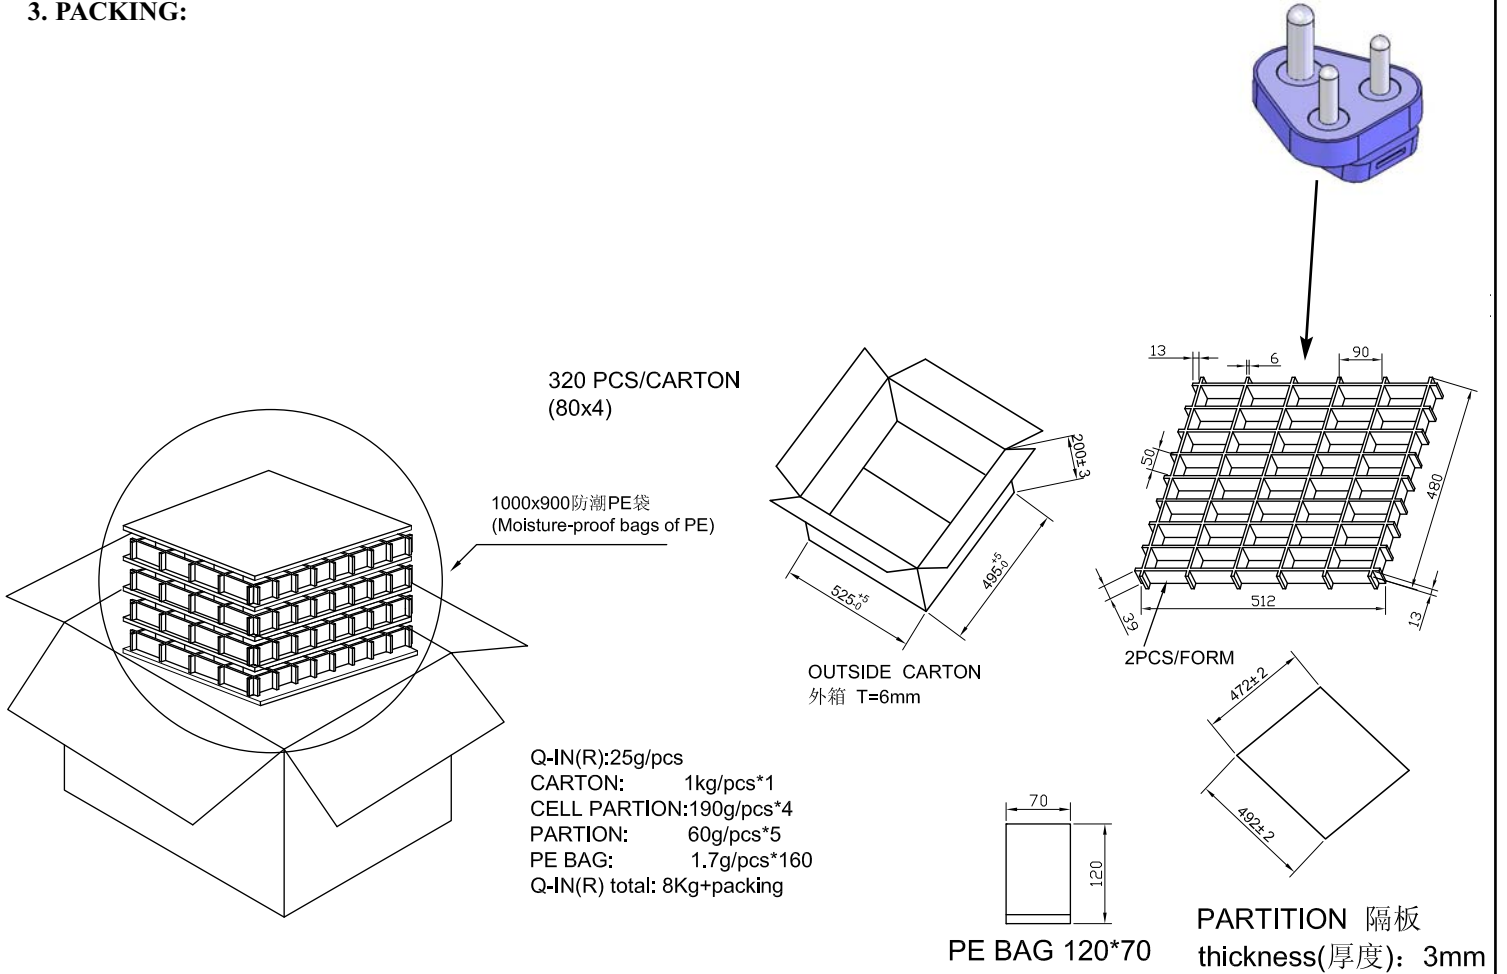 3. PACKING:
320 PCS/CARTON
(80x4)
1000x900防潮PE袋
(Moisture-proof bags of PE)
200±3
525 +5 -0
495 +5 -0
OUTSIDE CARTON
外箱 T=6mm
13
6
90
50
480
39
512
13
2PCS/FORM
472±2
492±2
Q-IN(R):25g/pcs
CARTON: 1kg/pcs*1
CELL PARTION:190g/pcs*4
PARTION: 60g/pcs*5
PE BAG: 1.7g/pcs*160
Q-IN(R) total: 8Kg+packing
70
120
PE BAG 120*70
PARTITION 隔板
thickness(厚度): 3mm